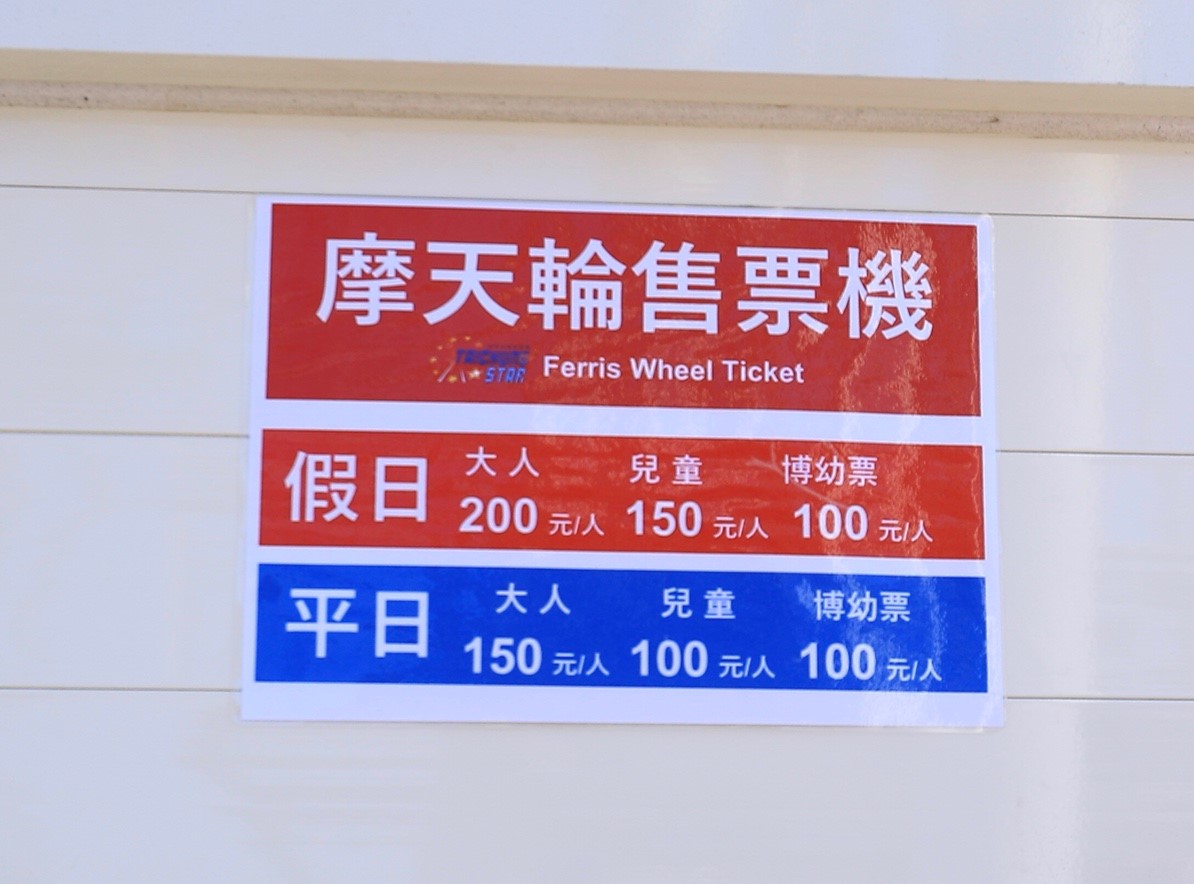 摩天輪售票機
TAICHUNG
STAR
Ferris Wheel Ticket
假日
大人 兒童 博幼票
200 元/人 150 元/人 100 元/人
平日
大人 兒童 博幼票
150 元/人 100 元/人 100 元/人